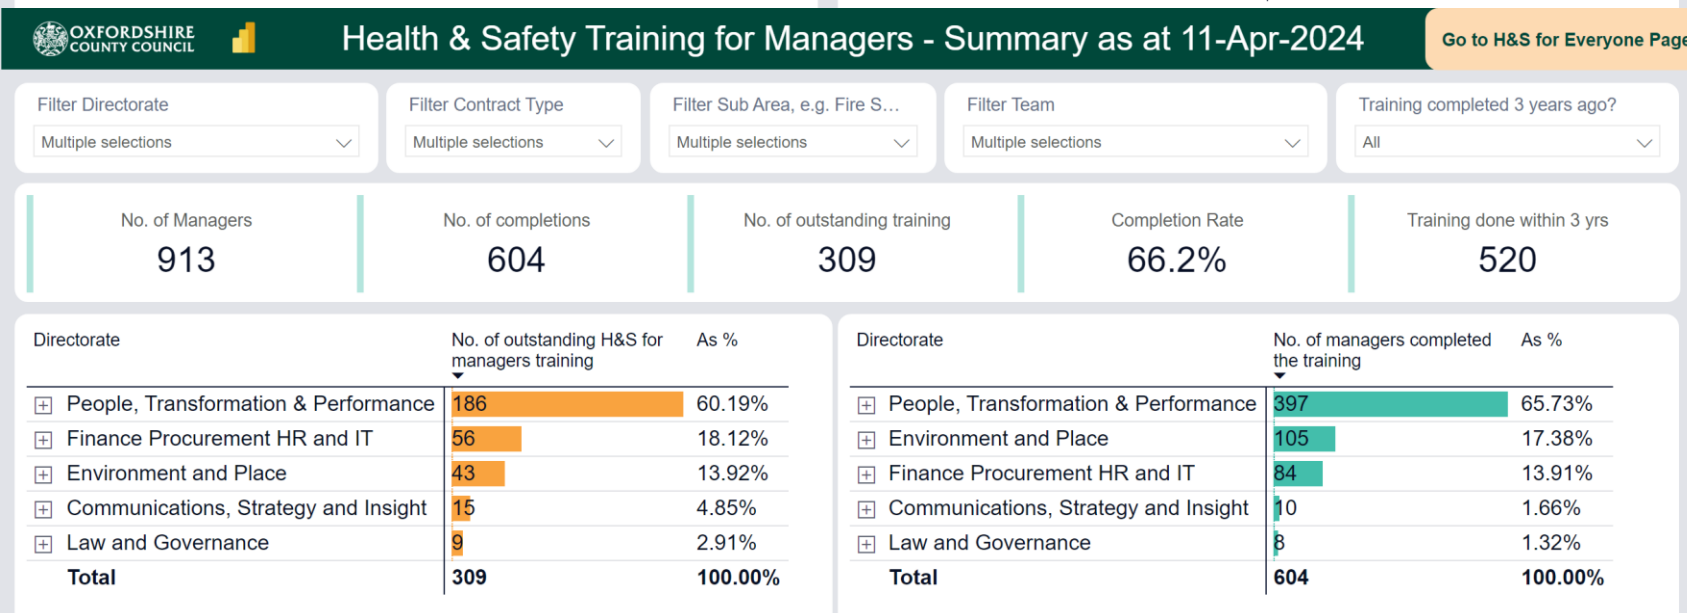 OXFORDSHIRE
COUNTY COUNCIL
Health & Safety Training for Managers - Summary as at 11-Apr-2024
Go to H&S for Everyone Page
Filter Directorate
Multiple selections
Filter Contract Type
Multiple selections
Filter Sub Area, e.g. Fire S...
Multiple selections
Filter Team
Multiple selections
Training completed 3 years ago?
All
No. of Managers
913
No. of completions
604
No. of outstanding training
309
Completion Rate
66.2%
Training done within 3 yrs
520
Directorate No. of outstanding H&S for As %
managers training
People, Transformation & Performance 186 60.19%
Finance Procurement HR and IT 56 18.12%
Environment and Place 43 13.92%
Communications, Strategy and Insight 15 4.85%
Law and Governance 9 2.91%
Total 309 100.00%
Directorate No. of managers completed As %
the training
People, Transformation & Performance 397 65.73%
Environment and Place 105 17.38%
Finance Procurement HR and IT 84 13.91%
Communications, Strategy and Insight 10 1.66%
Law and Governance 8 1.32%
Total 604 100.00%